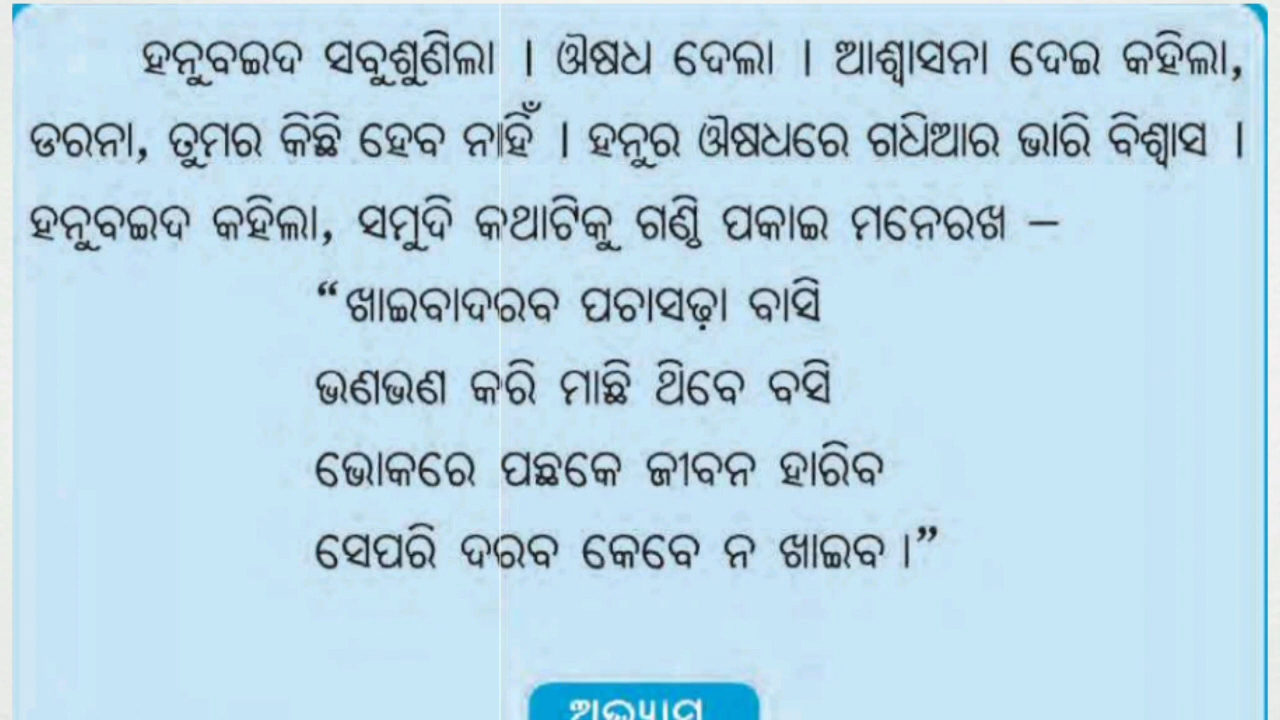 ହନୁବଇଦ ସବୁଶୁଣିଲା । ଔଷଧ ଦେଲା । ଆଶ୍ୱାସନା ଦେଇ କହିଲା,
ଡରନା, ତୁମର କିଛି ହେବ ନାହିଁ । ହନୁର ଔଷଧରେ ଗଧିଆର ଭାରି ବିଶ୍ୱାସ ।
ହନୁବଇଦ କହିଲା, ସମୁଦି କଥାଟିକୁ ଗଣ୍ଠି ପକାଇ ମନେରଖ –
“ଖାଇବାଦରବ ପଚାସଢ଼ା ବାସି
ଭଣଭଣ କରି ମାଛି ଥିବେ ବସି
ଭୋକରେ ପଛକେ ଜୀବନ ହାରିବ
ସେପରି ଦରବ କେବେ ନ ଖାଇବ ।”
ଅଭ୍ୟାସ